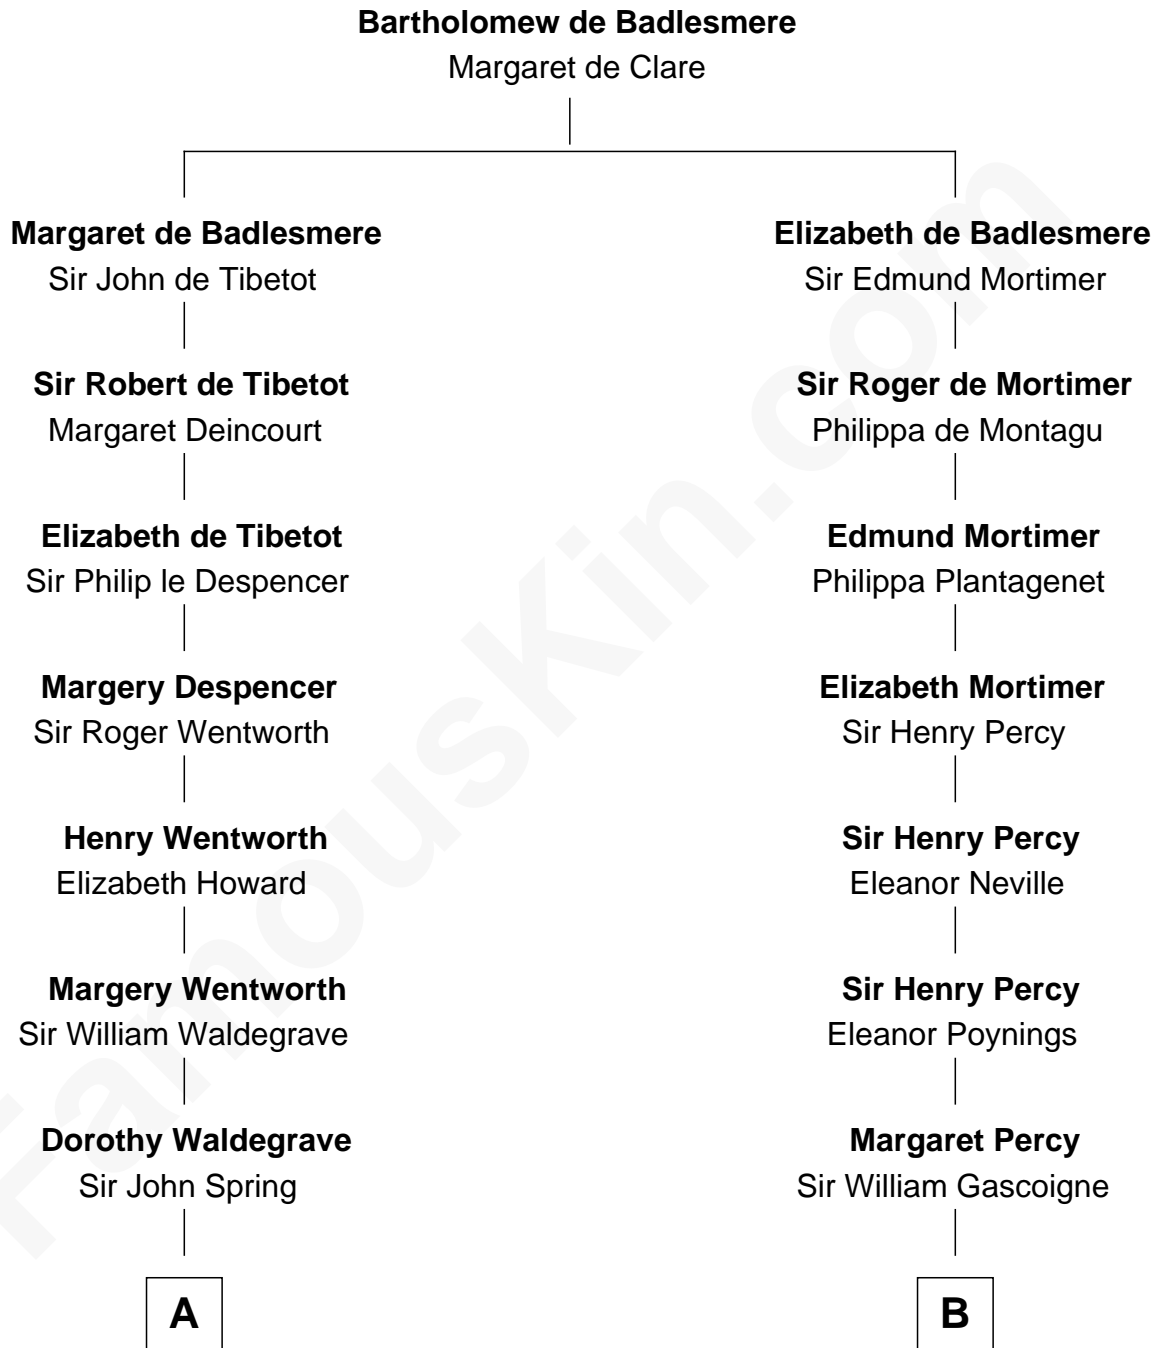 Bartholomew de Badlesmere
Margaret de Clare
Margaret de Badlesmere
Sir John de Tibetot
Elizabeth de Badlesmere
Sir Edmund Mortimer
Sir Robert de Tibetot
Margaret Deincourt
Sir Roger de Mortimer
Philippa de Montagu
Elizabeth de Tibetot
Sir Philip le Despencer
Edmund Mortimer
Philippa Plantagenet
Margery Despencer
Sir Roger Wentworth
Elizabeth Mortimer
Sir Henry Percy
Henry Wentworth
Elizabeth Howard
Sir Henry Percy
Eleanor Neville
Margery Wentworth
Sir William Waldegrave
Sir Henry Percy
Eleanor Poynings
Dorothy Waldegrave
Sir John Spring
Margaret Percy
Sir William Gascoigne
A
B
FamousKin.com